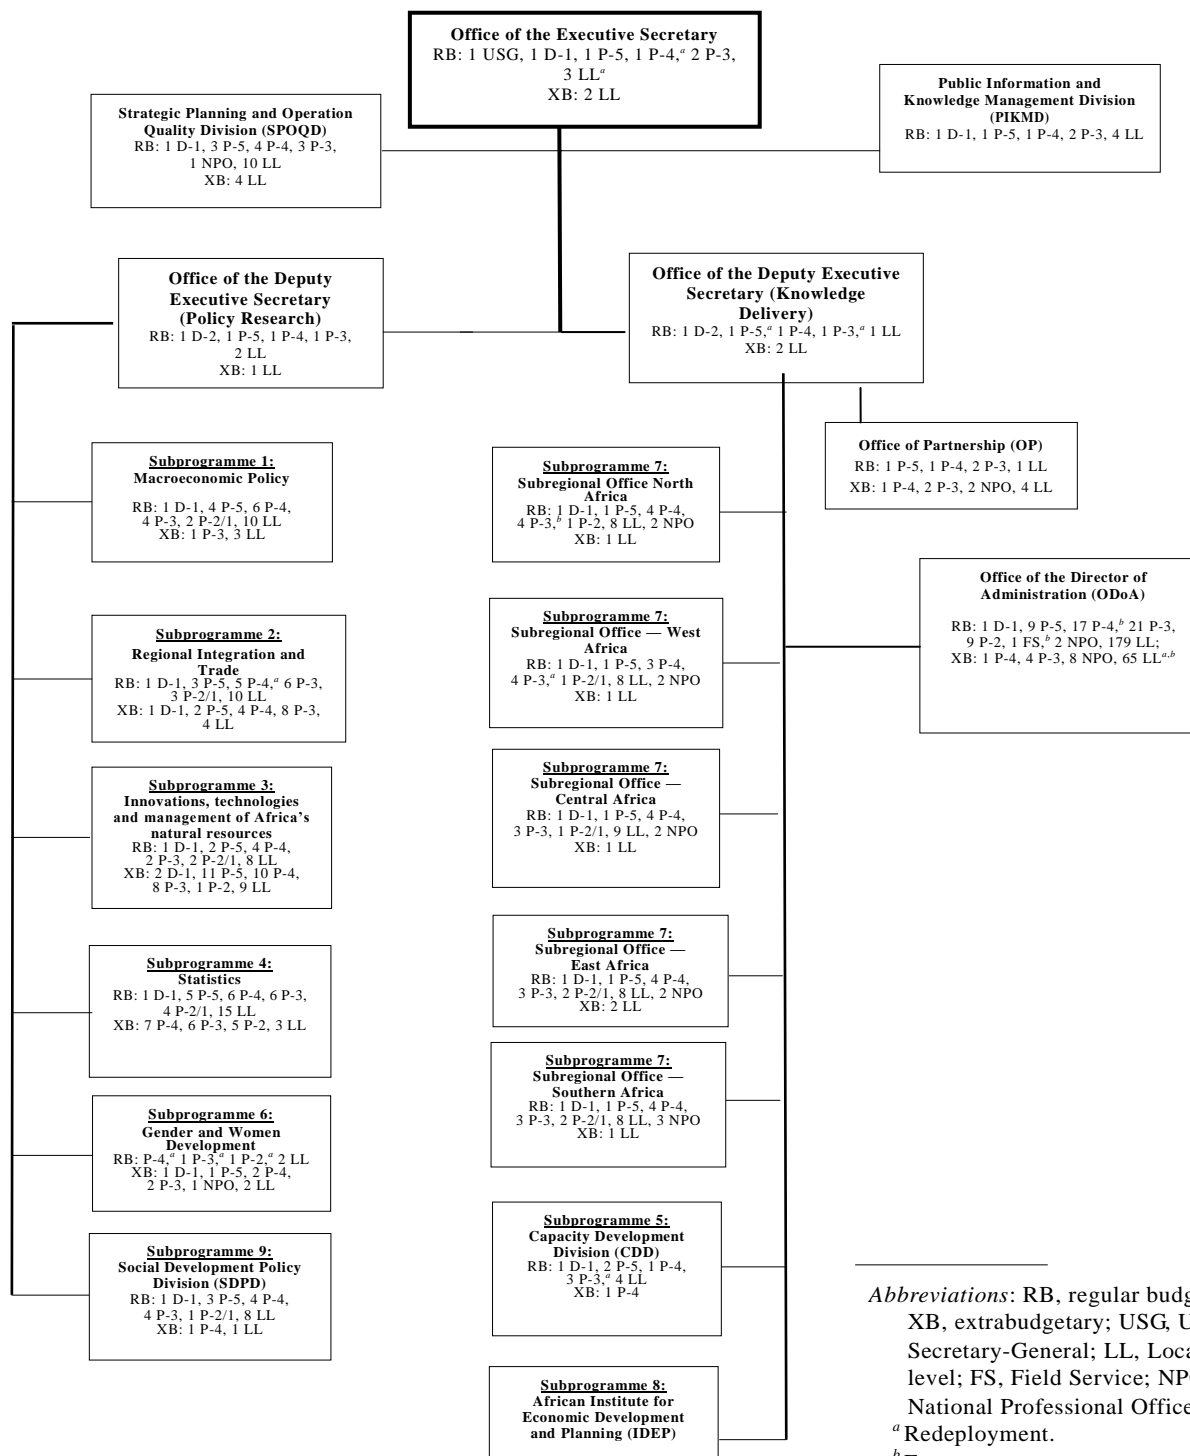 Office of the Executive Secretary
RB: 1 USG, 1 D-1, 1 P-5, 1 P-4,ᵃ 2 P-3,
3 LLᵃ
XB: 2 LL
Strategic Planning and Operation
Quality Division (SPOQD)
RB: 1 D-1, 3 P-5, 4 P-4, 3 P-3,
1 NPO, 10 LL
XB: 4 LL
Public Information and
Knowledge Management Division
(PIKMD)
RB: 1 D-1, 1 P-5, 1 P-4, 2 P-3, 4 LL
Office of the Deputy
Executive Secretary
(Policy Research)
RB: 1 D-2, 1 P-5, 1 P-4, 1 P-3,
2 LL
XB: 1 LL
Office of the Deputy Executive
Secretary (Knowledge
Delivery)
RB: 1 D-2, 1 P-5,ᵃ 1 P-4, 1 P-3,ᵃ 1 LL
XB: 2 LL
Office of Partnership (OP)
RB: 1 P-5, 1 P-4, 2 P-3, 1 LL
XB: 1 P-4, 2 P-3, 2 NPO, 4 LL
Office of the Director of
Administration (ODoA)
RB: 1 D-1, 9 P-5, 17 P-4,ᵇ 21 P-3,
9 P-2, 1 FS,ᵇ 2 NPO, 179 LL;
XB: 1 P-4, 4 P-3, 8 NPO, 65 LLᵃ,ᵇ
Subprogramme 1:
Macroeconomic Policy
RB: 1 D-1, 4 P-5, 6 P-4,
4 P-3, 2 P-2/1, 10 LL
XB: 1 P-3, 3 LL
Subprogramme 2:
Regional Integration and
Trade
RB: 1 D-1, 3 P-5, 5 P-4,ᵃ 6 P-3,
3 P-2/1, 10 LL
XB: 1 D-1, 2 P-5, 4 P-4, 8 P-3,
4 LL
Subprogramme 3:
Innovations, technologies
and management of Africa's
natural resources
RB: 1 D-1, 2 P-5, 4 P-4,
2 P-3, 2 P-2/1, 8 LL
XB: 2 D-1, 11 P-5, 10 P-4,
8 P-3, 1 P-2, 9 LL
Subprogramme 4:
Statistics
RB: 1 D-1, 5 P-5, 6 P-4, 6 P-3,
4 P-2/1, 15 LL
XB: 7 P-4, 6 P-3, 5 P-2, 3 LL
Subprogramme 6:
Gender and Women
Development
RB: P-4,ᵃ 1 P-3,ᵃ 1 P-2,ᵃ 2 LL
XB: 1 D-1, 1 P-5, 2 P-4,
2 P-3, 1 NPO, 2 LL
Subprogramme 9:
Social Development Policy
Division (SDPD)
RB: 1 D-1, 3 P-5, 4 P-4,
4 P-3, 1 P-2/1, 8 LL
XB: 1 P-4, 1 LL
Subprogramme 7:
Subregional Office North
Africa
RB: 1 D-1, 1 P-5, 4 P-4,
4 P-3,ᵇ 1 P-2, 8 LL, 2 NPO
XB: 1 LL
Subprogramme 7:
Subregional Office — West
Africa
RB: 1 D-1, 1 P-5, 3 P-4,
4 P-3,ᵃ 1 P-2/1, 8 LL, 2 NPO
XB: 1 LL
Subprogramme 7:
Subregional Office —
Central Africa
RB: 1 D-1, 1 P-5, 4 P-4,
3 P-3, 1 P-2/1, 9 LL, 2 NPO
XB: 1 LL
Subprogramme 7:
Subregional Office —
East Africa
RB: 1 D-1, 1 P-5, 4 P-4,
3 P-3, 2 P-2/1, 8 LL, 2 NPO
XB: 2 LL
Subprogramme 7:
Subregional Office —
Southern Africa
RB: 1 D-1, 1 P-5, 4 P-4,
3 P-3, 2 P-2/1, 8 LL, 3 NPO
XB: 1 LL
Subprogramme 5:
Capacity Development
Division (CDD)
RB: 1 D-1, 2 P-5, 1 P-4,
3 P-3,ᵃ 4 LL
XB: 1 P-4
Subprogramme 8:
African Institute for
Economic Development
and Planning (IDEP)
Abbreviations: RB, regular
XB, extrabudgetary; USG,
Secretary-General; LL,
level; FS, Field Service;
National Professional
ᵃ Redeployment.
ᵇ